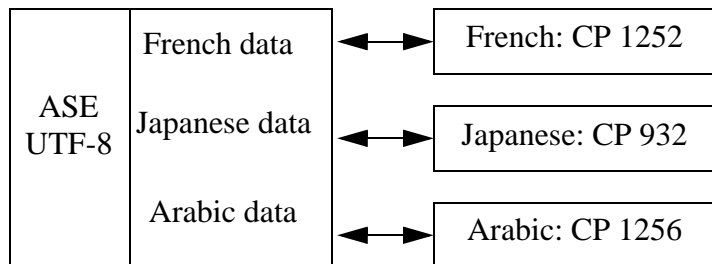 ASE
UTF-8
French data
Japanese data
Arabic data
French: CP 1252
Japanese: CP 932
Arabic: CP 1256